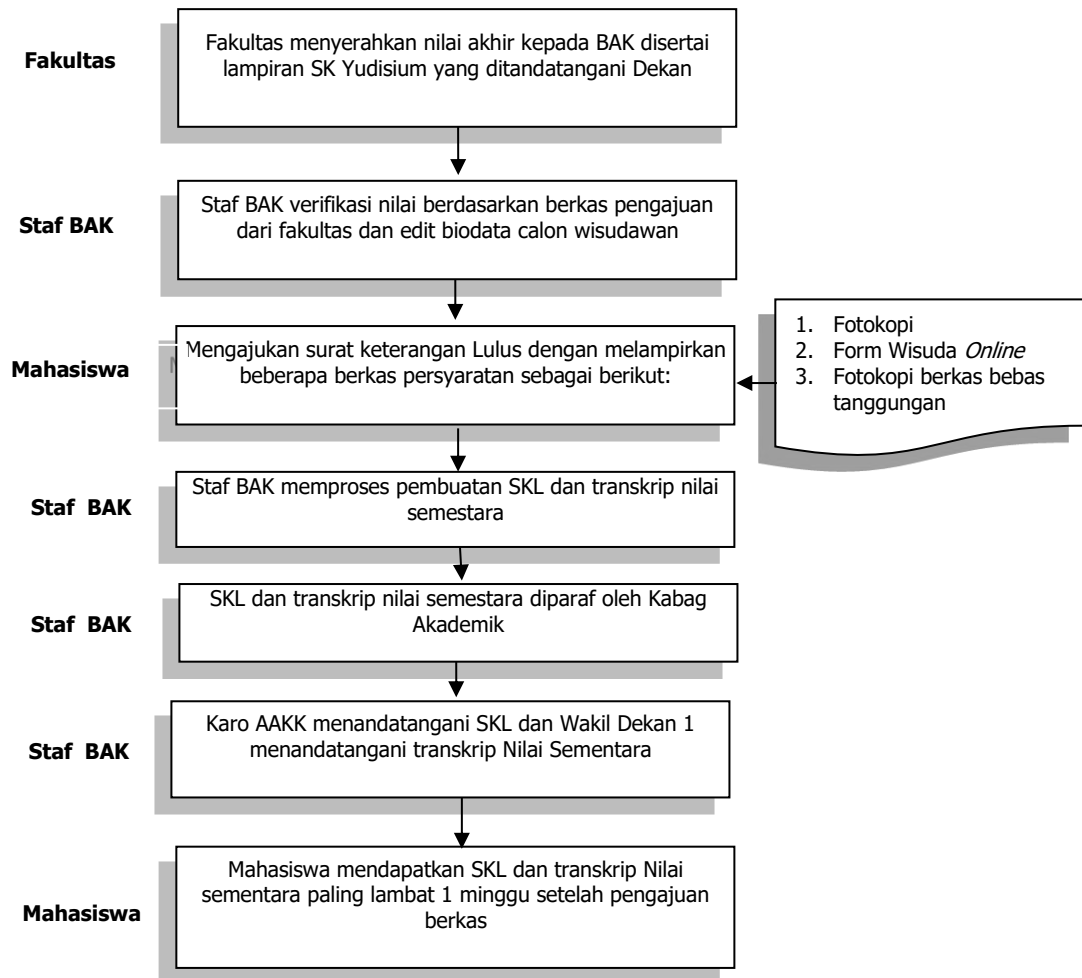 Fakultas
Fakultas menyerahkan nilai akhir kepada BAK disertai
lampiran SK Yudisium yang ditandatangani Dekan
Staf BAK
Staf BAK verifikasi nilai berdasarkan berkas pengajuan
dari fakultas dan edit biodata calon wisudawan
Mahasiswa
Mengajukan surat keterangan Lulus dengan melampirkan
beberapa berkas persyaratan sebagai berikut:
1. Fotokopi
2. Form Wisuda Online
3. Fotokopi berkas bebas
tanggungan
Staf BAK
Staf BAK memproses pembuatan SKL dan transkrip nilai
semestara
Staf BAK
SKL dan transkrip nilai semestara diparaf oleh Kabag
Akademik
Staf BAK
Karo AAKK menandatangani SKL dan Wakil Dekan 1
menandatangani transkrip Nilai Sementara
Mahasiswa
Mahasiswa mendapatkan SKL dan transkrip Nilai
sementara paling lambat 1 minggu setelah pengajuan
berkas